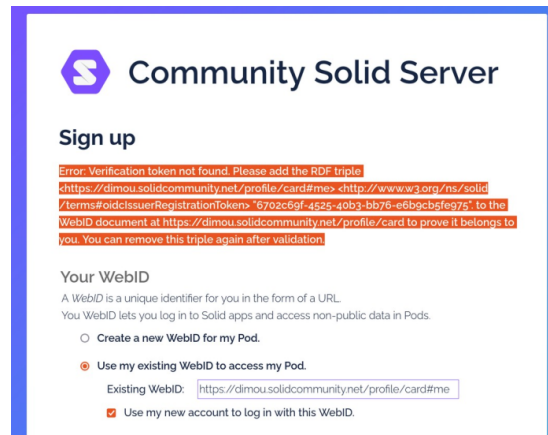 Community Solid Server
Sign up
Error: Verification token not found. Please add the RDF triple
<https://dimou.solidcommunity.net/profile/card#me> <http://www.w3.org/ns/solid
/terms#oidcIssuerRegistrationToken> "6702c69f-4525-40b3-bb76-e6b9cb5fe975". to the
WebID document at https://dimou.solidcommunity.net/profile/card to prove it belongs to
you. You can remove this triple again after validation.
Your WebID
A WebID is a unique identifier for you in the form of a URL.
You WebID lets you log in to Solid apps and access non-public data in Pods.
Create a new WebID for my Pod.
Use my existing WebID to access my Pod.
Existing WebID: https://dimou.solidcommunity.net/profile/card#me
Use my new account to log in with this WebID.